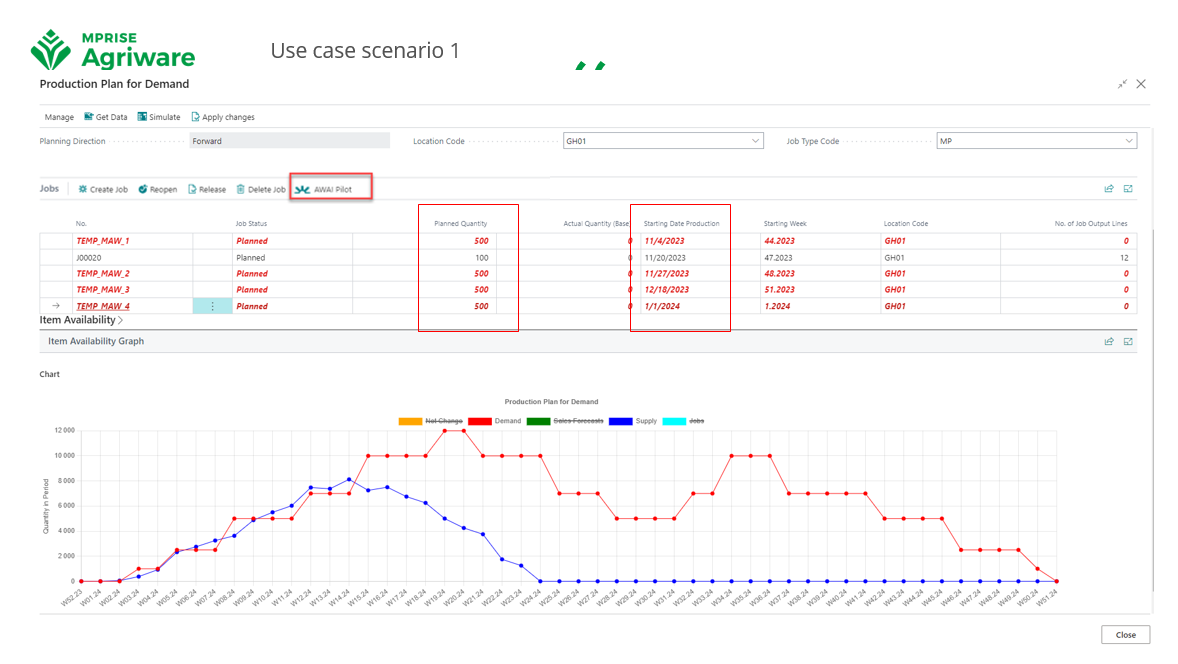 MPRISE
Agriware
Use case scenario 1
Production Plan for Demand
Manage Get Data Simulate Apply changes
Planning Direction Forward Location Code GH01 Job Type Code MP
Jobs Create Job Reopen Release Delete Job AWAI Pilot
No. Job Status Planned Quantity Actual Quantity (Base Starting Date Production Starting Week Location Code No. of Job Output Lines
TEMP_MAW_1 Planned 500 0 11/4/2023 44.2023 GH01 0
J00020 Planned 100 0 11/20/2023 47.2023 GH01 12
TEMP_MAW_2 Planned 500 0 11/27/2023 48.2023 GH01 0
TEMP_MAW_3 Planned 500 0 12/18/2023 51.2023 GH01 0
TEMP_MAW_4 Planned 500 0 1/1/2024 1.2024 GH01 0
Item Availability
Item Availability Graph
Chart
Production Plan for Demand
Net Change Demand Sales Forecasts Supply Jobs
12 000
10 000
8 000
6 000
4 000
2 000
0
Quantity in Period
W52.23 W01.24 W02.24 W03.24 W04.24 W05.24 W06.24 W07.24 W08.24 W09.24 W10.24 W11.24 W12.24 W13.24 W14.24 W15.24 W16.24 W17.24 W18.24 W19.24 W20.24 W21.24 W22.24 W23.24 W24.24 W25.24 W26.24 W27.24 W28.24 W29.24 W30.24 W31.24 W32.24 W33.24 W34.24 W35.24 W36.24 W37.24 W38.24 W39.24 W40.24 W41.24 W42.24 W43.24 W44.24 W45.24 W46.24 W47.24 W48.24 W49.24 W50.24 W51.24
Close